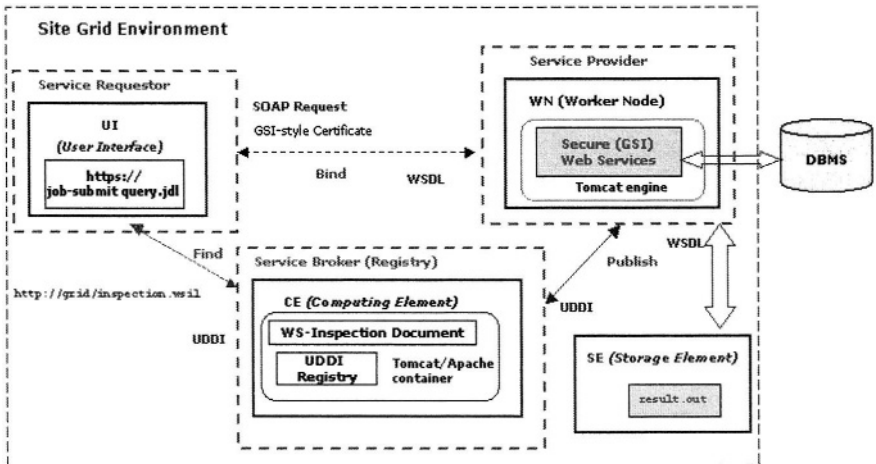 Site Grid Environment
Service Requestor
UI
(User Interface)
https://
job-submit query.jdl
SOAP Request
GSI-style Certificate
Bind
WSDL
Service Provider
WN (Worker Node)
Secure (GSI)
Web Services
Tomcat engine
DBMS
Find
http://grid/inspection.wsil
UDDI
Service Broker (Registry)
CE (Computing Element)
WS-Inspection Document
UDDI
Registry
Tomcat/Apache
container
WSDL
Publish
UDDI
SE (Storage Element)
result.out